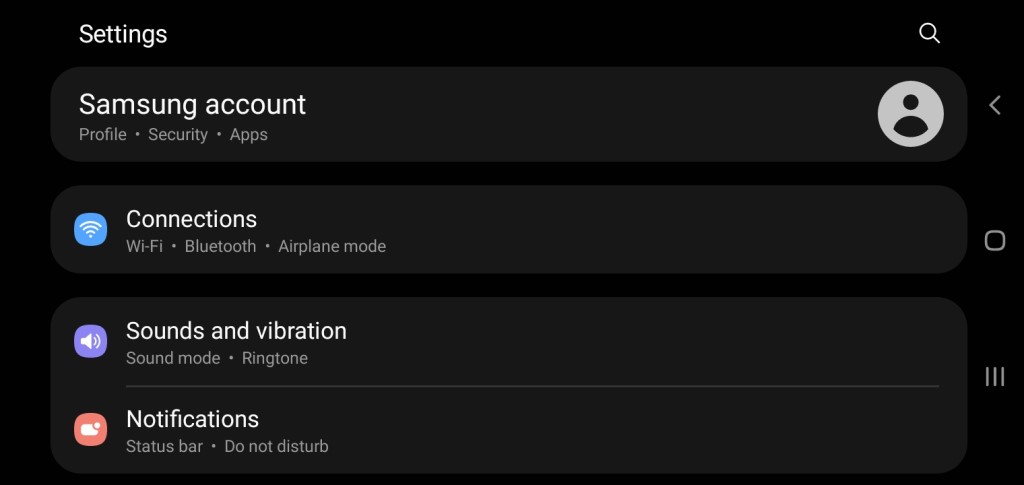 Settings
Samsung account
Profile • Security • Apps
Connections
Wi-Fi • Bluetooth • Airplane mode
Sounds and vibration
Sound mode • Ringtone
Notifications
Status bar • Do not disturb